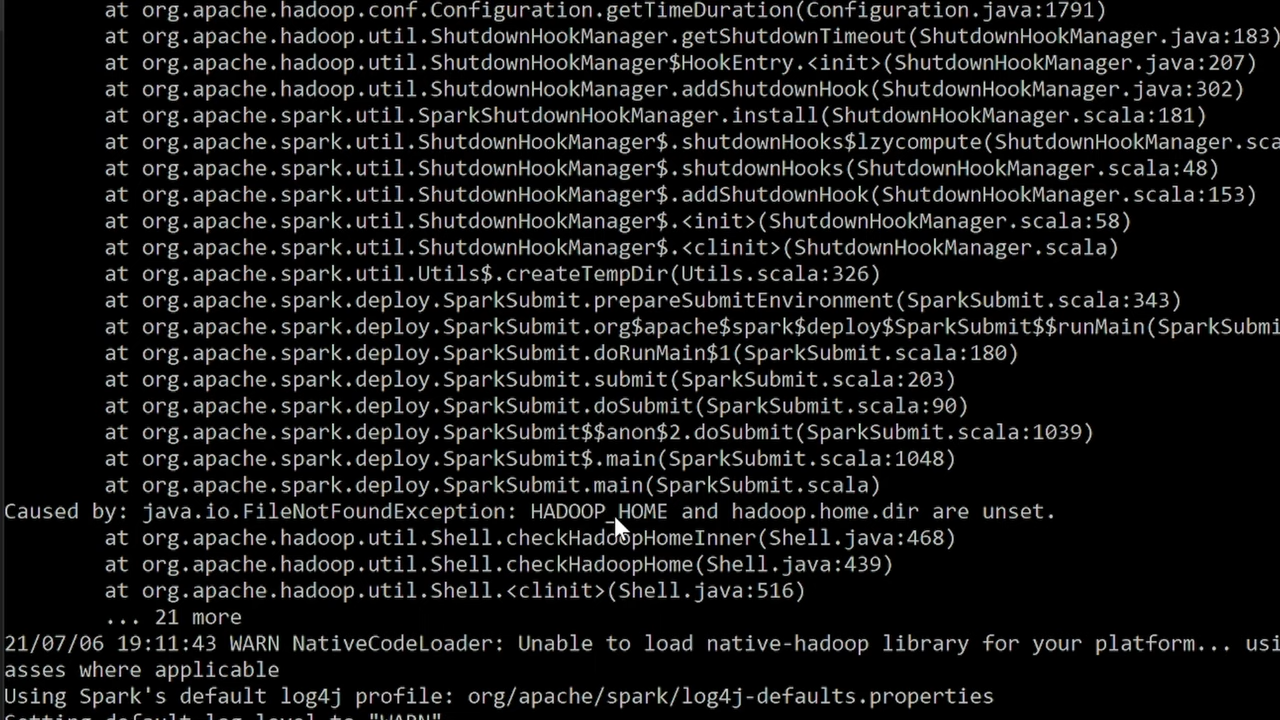 at org.apache.hadoop.conf.Configuration.getTimeDuration(Configuration.java:1791)
at org.apache.hadoop.util.ShutdownHookManager.getShutdownTimeout(ShutdownHookManager.java:183)
at org.apache.hadoop.util.ShutdownHookManager$HookEntry.<init>(ShutdownHookManager.java:207)
at org.apache.hadoop.util.ShutdownHookManager.addShutdownHook(ShutdownHookManager.java:302)
at org.apache.spark.util.SparkShutdownHookManager.install(ShutdownHookManager.scala:181)
at org.apache.spark.util.ShutdownHookManager$.shutdownHooks$lzycompute(ShutdownHookManager.sca
at org.apache.spark.util.ShutdownHookManager$.shutdownHooks(ShutdownHookManager.scala:48)
at org.apache.spark.util.ShutdownHookManager$.addShutdownHook(ShutdownHookManager.scala:153)
at org.apache.spark.util.ShutdownHookManager$.<init>(ShutdownHookManager.scala:58)
at org.apache.spark.util.ShutdownHookManager$.<clinit>(ShutdownHookManager.scala)
at org.apache.spark.util.Utils$.createTempDir(Utils.scala:326)
at org.apache.spark.deploy.SparkSubmit.prepareSubmitEnvironment(SparkSubmit.scala:343)
at org.apache.spark.deploy.SparkSubmit.org$apache$spark$deploy$SparkSubmit$$runMain(SparkSubmi
at org.apache.spark.deploy.SparkSubmit.doRunMain$1(SparkSubmit.scala:180)
at org.apache.spark.deploy.SparkSubmit.submit(SparkSubmit.scala:203)
at org.apache.spark.deploy.SparkSubmit.doSubmit(SparkSubmit.scala:90)
at org.apache.spark.deploy.SparkSubmit$$anon$2.doSubmit(SparkSubmit.scala:1039)
at org.apache.spark.deploy.SparkSubmit$.main(SparkSubmit.scala:1048)
at org.apache.spark.deploy.SparkSubmit.main(SparkSubmit.scala)
Caused by: java.io.FileNotFoundException: HADOOP_HOME and hadoop.home.dir are unset.
at org.apache.hadoop.util.Shell.checkHadoopHomeInner(Shell.java:468)
at org.apache.hadoop.util.Shell.checkHadoopHome(Shell.java:439)
at org.apache.hadoop.util.Shell.<clinit>(Shell.java:516)
... 21 more
21/07/06 19:11:43 WARN NativeCodeLoader: Unable to load native-hadoop library for your platform... usi
asses where applicable
Using Spark's default log4j profile: org/apache/spark/log4j-defaults.properties
Setting default log level to "WARN"